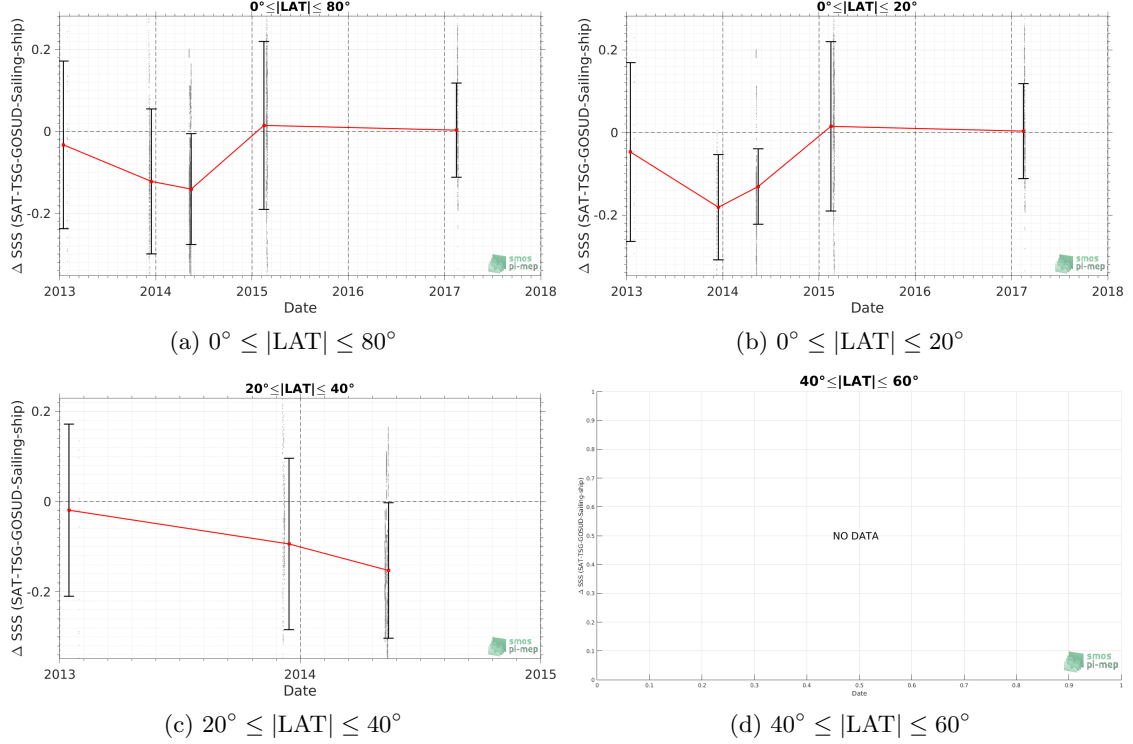 0°≤|LAT|≤ 80°
Δ SSS (SAT-TSG-GOSUD-Sailing-ship)
0.2
0
-0.2
smos
pi-mep
2013 2014 2015 2016 2017 2018
Date
(a) 0° ≤ |LAT| ≤ 80°
0°≤|LAT|≤ 20°
Δ SSS (SAT-TSG-GOSUD-Sailing-ship)
0.2
0
-0.2
smos
pi-mep
2013 2014 2015 2016 2017 2018
Date
(b) 0° ≤ |LAT| ≤ 20°
20°≤|LAT|≤ 40°
Δ SSS (SAT-TSG-GOSUD-Sailing-ship)
0.2
0
-0.2
smos
pi-mep
2013 2014 2015
Date
(c) 20° ≤ |LAT| ≤ 40°
40°≤|LAT|≤ 60°
Δ SSS (SAT-TSG-GOSUD-Sailing-ship)
1
0.9
0.8
0.7
0.6
0.5
0.4
0.3
0.2
0.1
0
NO DATA
smos
pi-mep
0 0.1 0.2 0.3 0.4 0.5 0.6 0.7 0.8 0.9 1
Date
(d) 40° ≤ |LAT| ≤ 60°